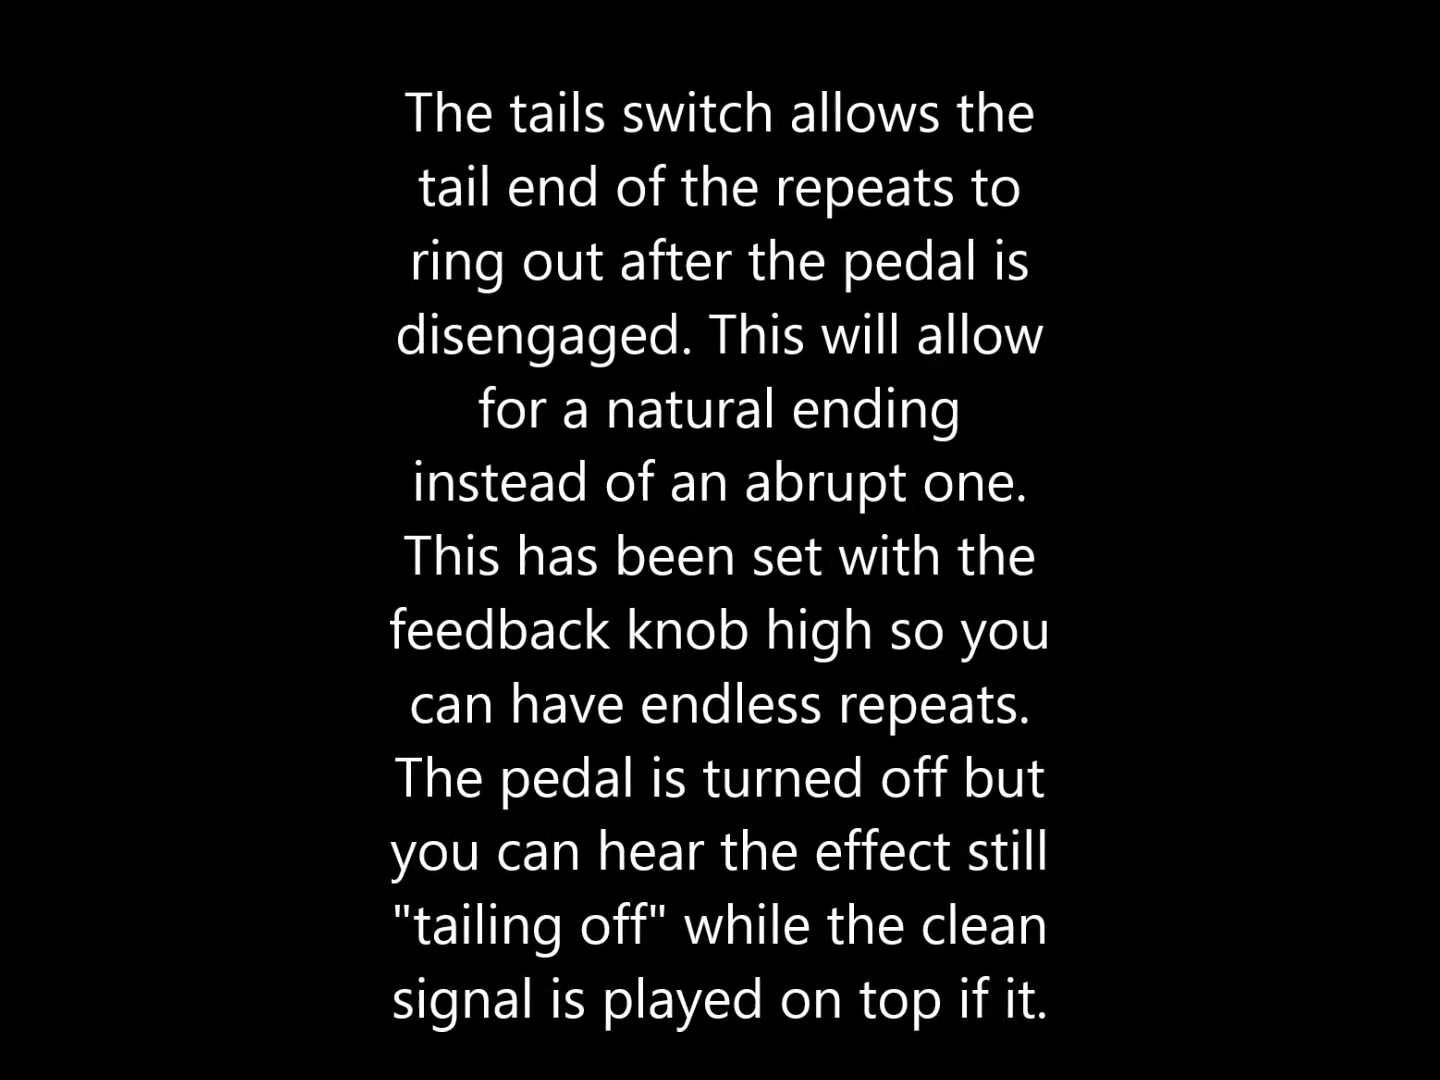 The tails switch allows the
tail end of the repeats to
ring out after the pedal is
disengaged. This will allow
for a natural ending
instead of an abrupt one.
This has been set with the
feedback knob high so you
can have endless repeats.
The pedal is turned off but
you can hear the effect still
"tailing off" while the clean
signal is played on top if it.